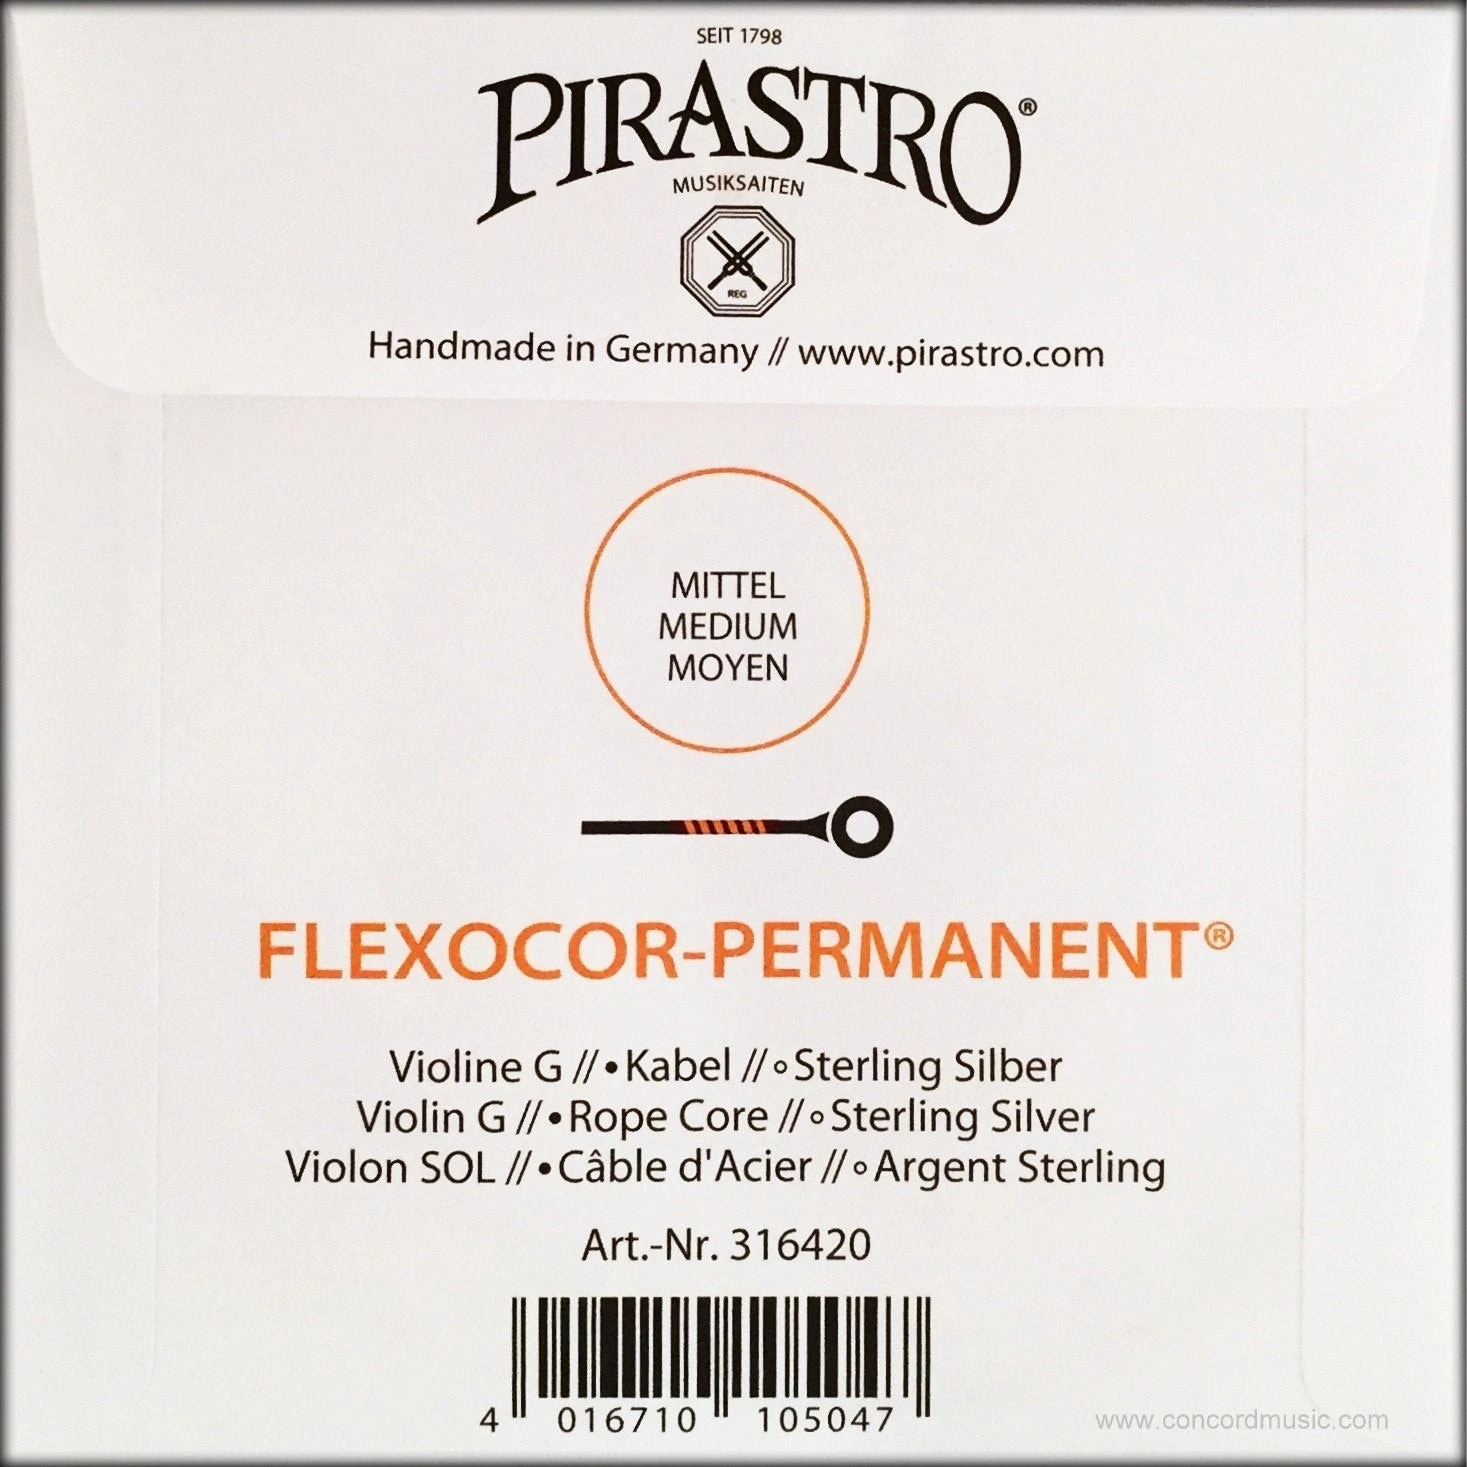 SEIT 1798
PIRASTRO®
MUSIKSAITEN
REG
Handmade in Germany // www.pirastro.com
MITTEL
MEDIUM
MOYEN
FLEXOCOR-PERMANENT®
Violine G //•Kabel //∘Sterling Silber
Violin G //•Rope Core //∘Sterling Silver
Violon SOL //•Câble d'Acier //∘Argent Sterling
Art.-Nr. 316420
4 016710 105047
www.concordmusic.com